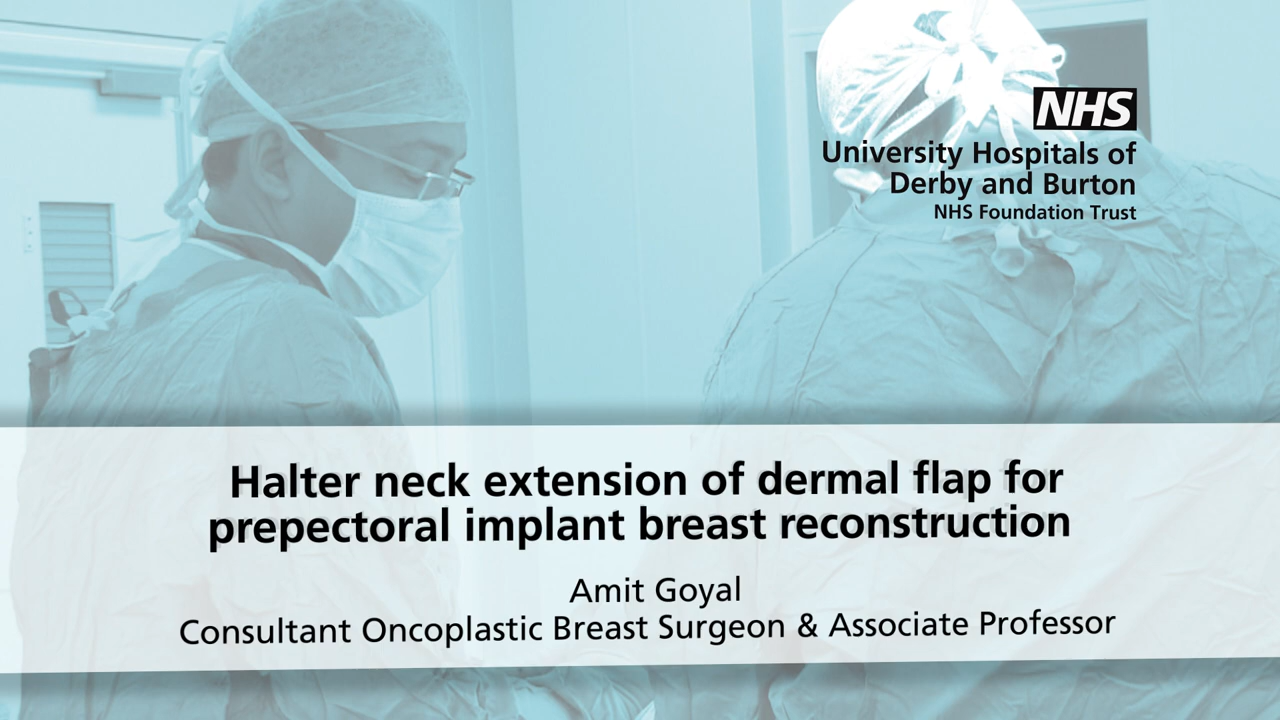 NHS
University Hospitals of
Derby and Burton
NHS Foundation Trust
Halter neck extension of dermal flap for
prepectoral implant breast reconstruction
Amit Goyal
Consultant Oncoplastic Breast Surgeon & Associate Professor